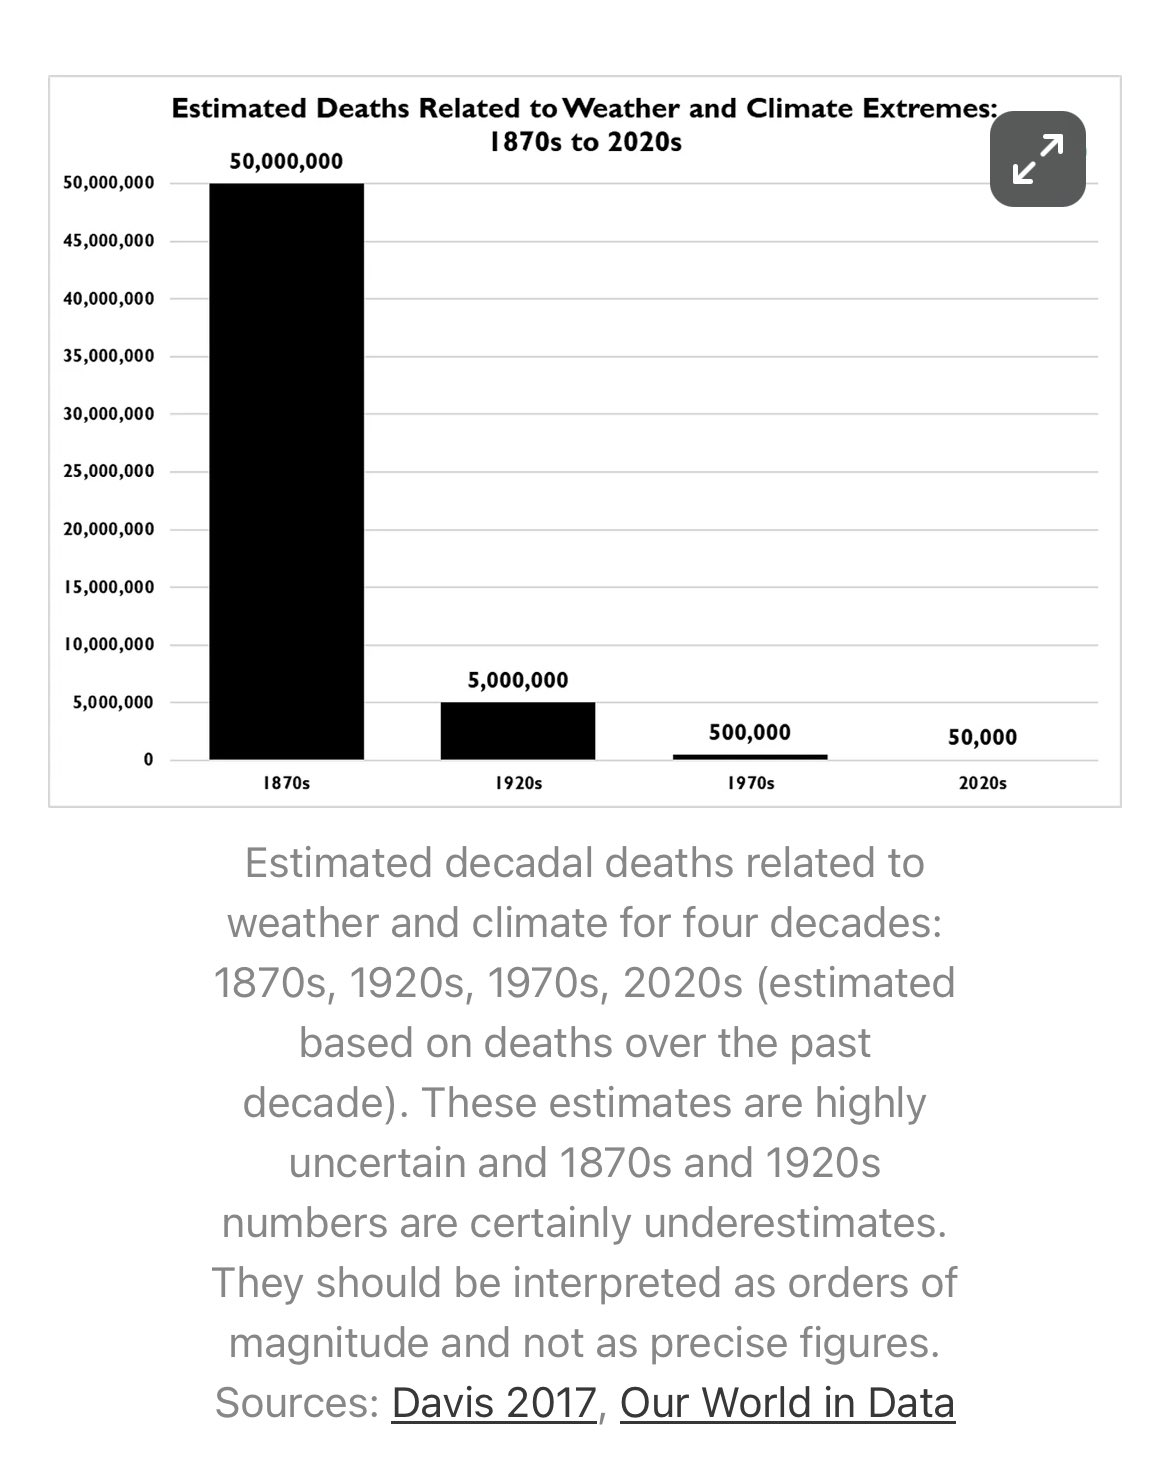 Estimated Deaths Related to Weather and Climate Extremes:
1870s to 2020s
50,000,000
50,000,000
45,000,000
40,000,000
35,000,000
30,000,000
25,000,000
20,000,000
15,000,000
10,000,000
5,000,000
5,000,000
500,000
50,000
0
1870s 1920s 1970s 2020s
Estimated decadal deaths related to
weather and climate for four decades:
1870s, 1920s, 1970s, 2020s (estimated
based on deaths over the past
decade). These estimates are highly
uncertain and 1870s and 1920s
numbers are certainly underestimates.
They should be interpreted as orders of
magnitude and not as precise figures.
Sources: Davis 2017, Our World in Data